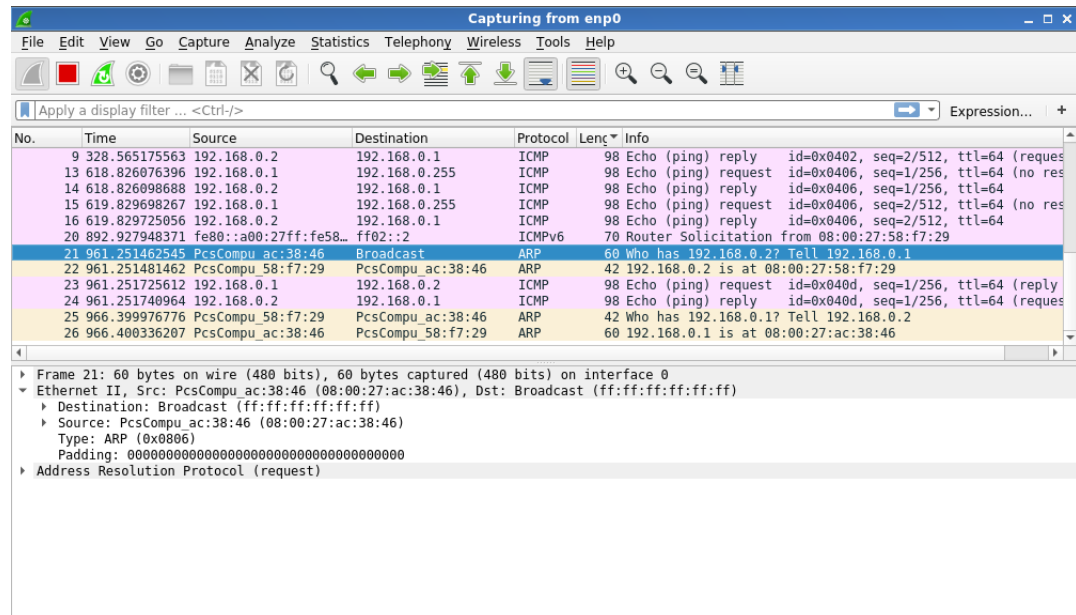 Capturing from enp0
File Edit View Go Capture Analyze Statistics Telephony Wireless Tools Help
Apply a display filter ... <Ctrl-/> Expression... +
No. Time Source Destination Protocol Leng Info
9 328.565175563 192.168.0.2 192.168.0.1 ICMP 98 Echo (ping) reply id=0x0402, seq=2/512, ttl=64 (reques
13 618.826076396 192.168.0.1 192.168.0.255 ICMP 98 Echo (ping) request id=0x0406, seq=1/256, ttl=64 (no res
14 618.826098688 192.168.0.2 192.168.0.1 ICMP 98 Echo (ping) reply id=0x0406, seq=1/256, ttl=64
15 619.829698267 192.168.0.1 192.168.0.255 ICMP 98 Echo (ping) request id=0x0406, seq=2/512, ttl=64 (no res
16 619.829725056 192.168.0.2 192.168.0.1 ICMP 98 Echo (ping) reply id=0x0406, seq=2/512, ttl=64
20 892.927948371 fe80::a00:27ff:fe58… ff02::2 ICMPv6 70 Router Solicitation from 08:00:27:58:f7:29
21 961.251462545 PcsCompu_ac:38:46 Broadcast ARP 60 Who has 192.168.0.2? Tell 192.168.0.1
22 961.251481462 PcsCompu_58:f7:29 PcsCompu_ac:38:46 ARP 42 192.168.0.2 is at 08:00:27:58:f7:29
23 961.251725612 192.168.0.1 192.168.0.2 ICMP 98 Echo (ping) request id=0x040d, seq=1/256, ttl=64 (reply
24 961.251740964 192.168.0.2 192.168.0.1 ICMP 98 Echo (ping) reply id=0x040d, seq=1/256, ttl=64 (reques
25 966.399976776 PcsCompu_58:f7:29 PcsCompu_ac:38:46 ARP 42 Who has 192.168.0.1? Tell 192.168.0.2
26 966.400336207 PcsCompu_ac:38:46 PcsCompu_58:f7:29 ARP 60 192.168.0.1 is at 08:00:27:ac:38:46
Frame 21: 60 bytes on wire (480 bits), 60 bytes captured (480 bits) on interface 0
Ethernet II, Src: PcsCompu_ac:38:46 (08:00:27:ac:38:46), Dst: Broadcast (ff:ff:ff:ff:ff:ff)
Destination: Broadcast (ff:ff:ff:ff:ff:ff)
Source: PcsCompu_ac:38:46 (08:00:27:ac:38:46)
Type: ARP (0x0806)
Padding: 000000000000000000000000000000000000
Address Resolution Protocol (request)